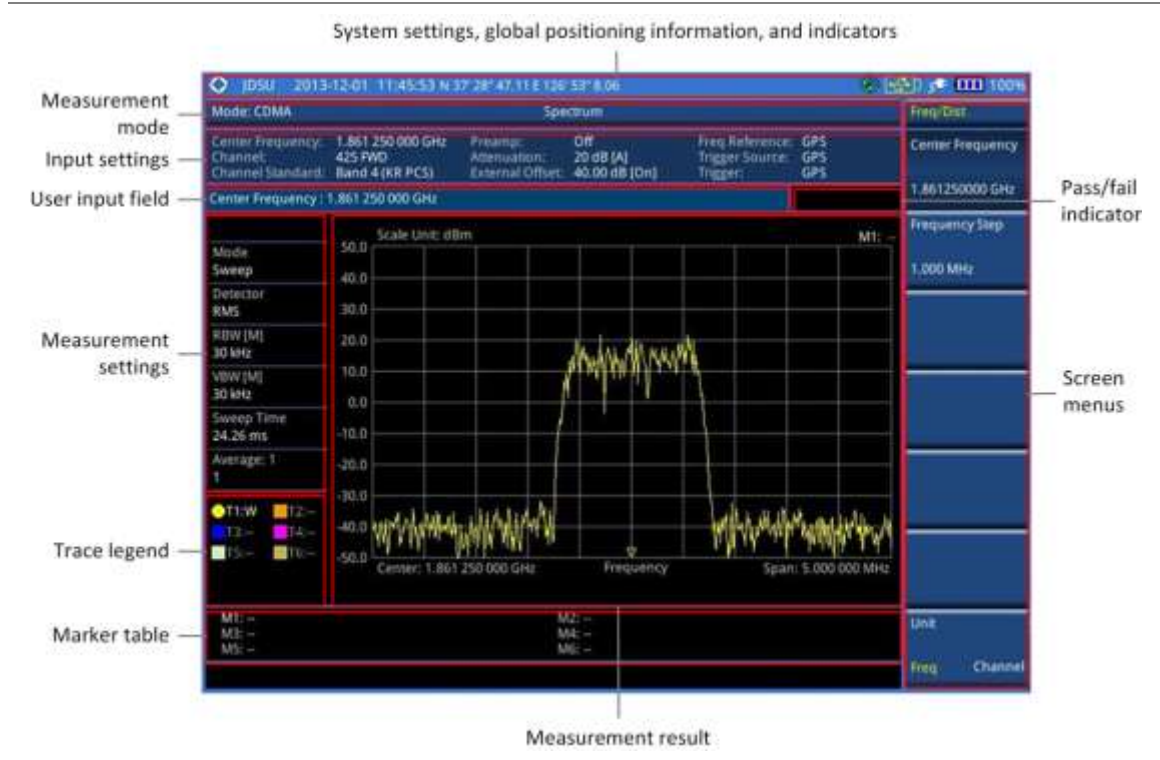 System settings, global positioning information, and indicators
JDSU 2013-12-01 11:45:53 N 37° 28" 47.11 E 126° 53" 8.06 100%
Measurement mode
Mode: CDMA Spectrum
Freq/Dist
Input settings
Center Frequency: 1.861 250 000 GHz Preamp: Off Freq Reference: GPS
Channel: 425 FWD Attenuation: 20 dB [A] Trigger Source: GPS
Channel Standard: Band 4 (KR PCS) External Offset: 40.00 dB [On] Trigger: GPS
Center Frequency
1.861250000 GHz
User input field
Center Frequency : 1.861 250 000 GHz
Pass/fail indicator
Frequency Step
1.000 MHz
Scale Unit: dBm
M1: --
50.0
40.0
30.0
20.0
10.0
0.0
-10.0
-20.0
-30.0
-40.0
-50.0
Measurement settings
Mode
Sweep
Detector
RMS
RBW [M]
30 kHz
VBW [M]
30 kHz
Sweep Time
24.26 ms
Average: 1
1
Screen menus
Trace legend
T1:W T2:--
T3:-- T4:--
T5:-- T6:--
Center: 1.861 250 000 GHz Frequency Span: 5.000 000 MHz
Marker table
M1: -- M2: --
M3: -- M4: --
M5: -- M6: --
Unit
Freq Channel
Measurement result